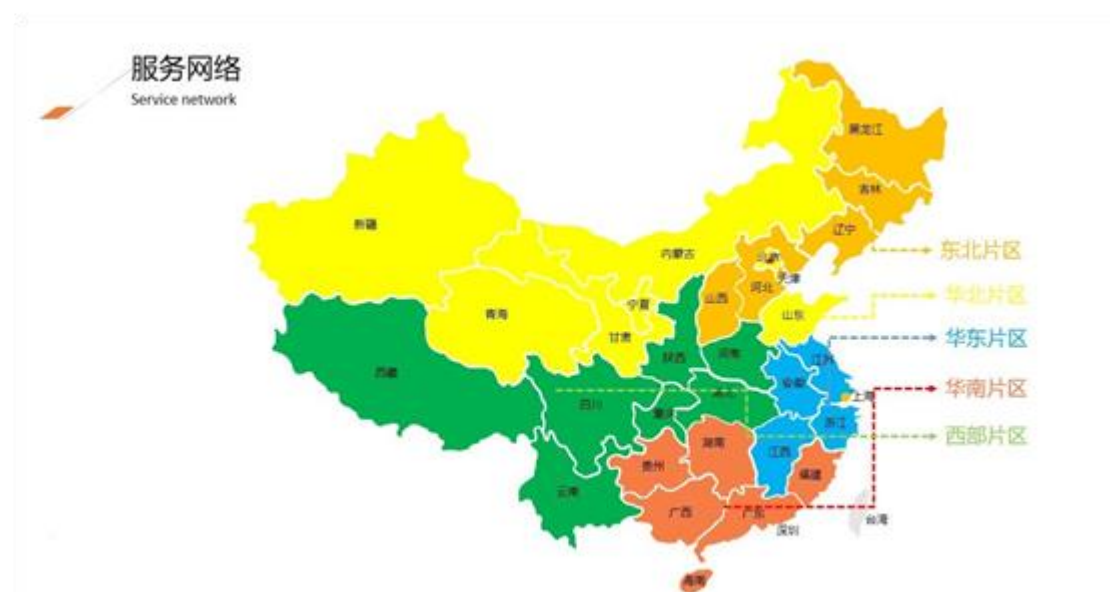 服务网络
Service network
黑龙江
吉林
辽宁
东北片区
新疆
内蒙古
北京
天津
河北
山西
华北片区
宁夏
青海
山东
甘肃
华东片区
陕西
河南
江苏
西藏
安徽
华南片区
四川
湖北
上海
重庆
浙江
西部片区
湖南
江西
贵州
福建
云南
广西
广东
台湾
深圳
海南